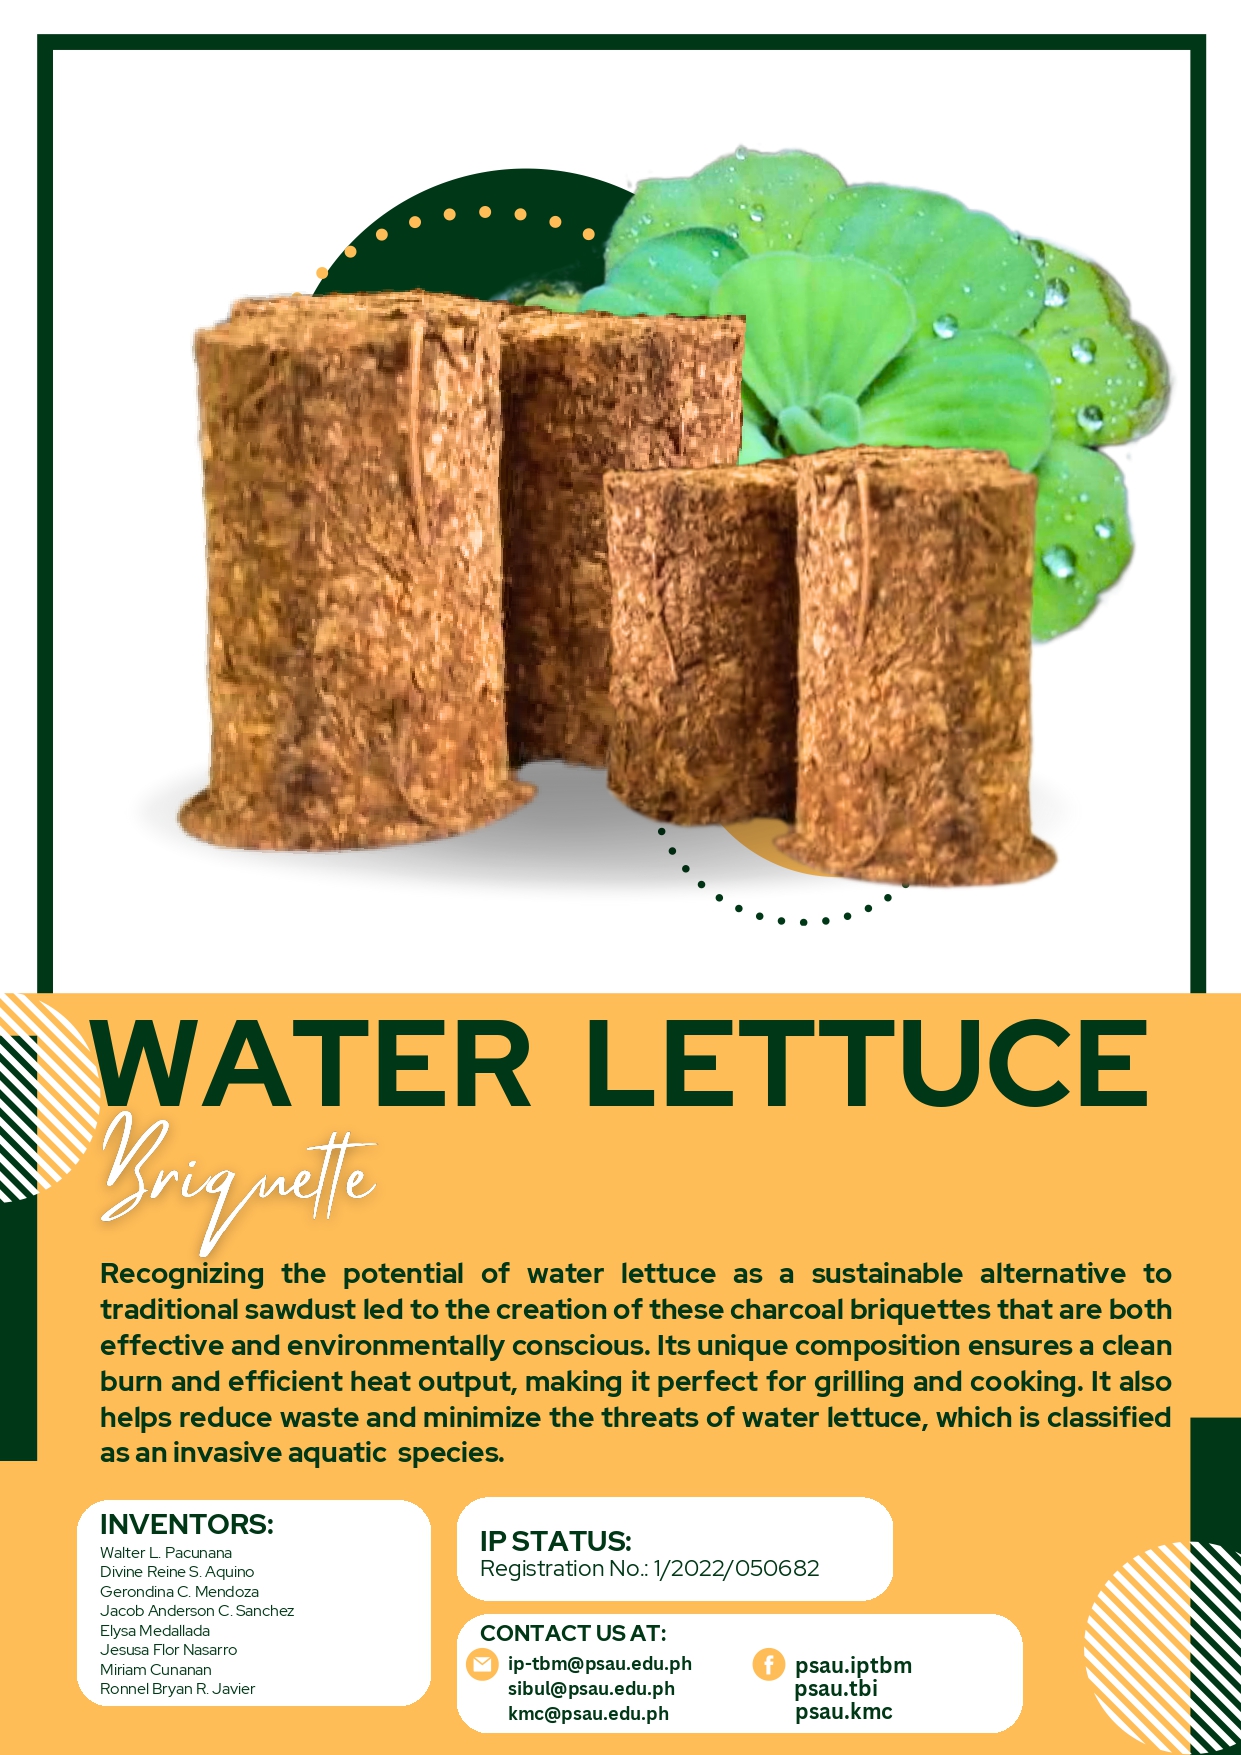 WATER LETTUCE
Briquette
Recognizing the potential of water lettuce as a sustainable alternative to
traditional sawdust led to the creation of these charcoal briquettes that are both
effective and environmentally conscious. Its unique composition ensures a clean
burn and efficient heat output, making it perfect for grilling and cooking. It also
helps reduce waste and minimize the threats of water lettuce, which is classified
as an invasive aquatic species.
INVENTORS:
Walter L. Pacunana
Divine Reine S. Aquino
Gerondina C. Mendoza
Jacob Anderson C. Sanchez
Elysa Medallada
Jesusa Flor Nasarro
Miriam Cunanan
Ronnel Bryan R. Javier
IP STATUS:
Registration No.: 1/2022/050682
CONTACT US AT:
ip-tbm@psau.edu.ph
sibul@psau.edu.ph
kmc@psau.edu.ph
psau.iptbm
psau.tbi
psau.kmc